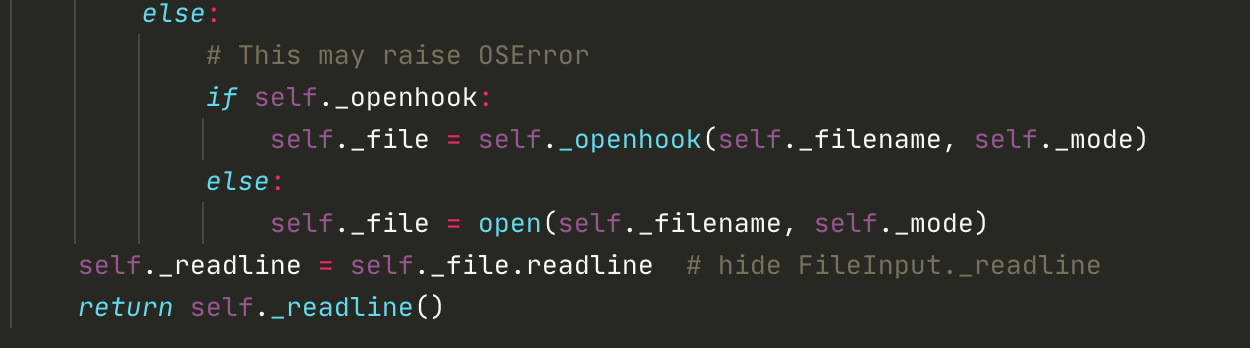 else:
# This may raise OSError
if self._openhook:
self._file = self._openhook(self._filename, self._mode)
else:
self._file = open(self._filename, self._mode)
self._readline = self._file.readline  # hide FileInput._readline
return self._readline()